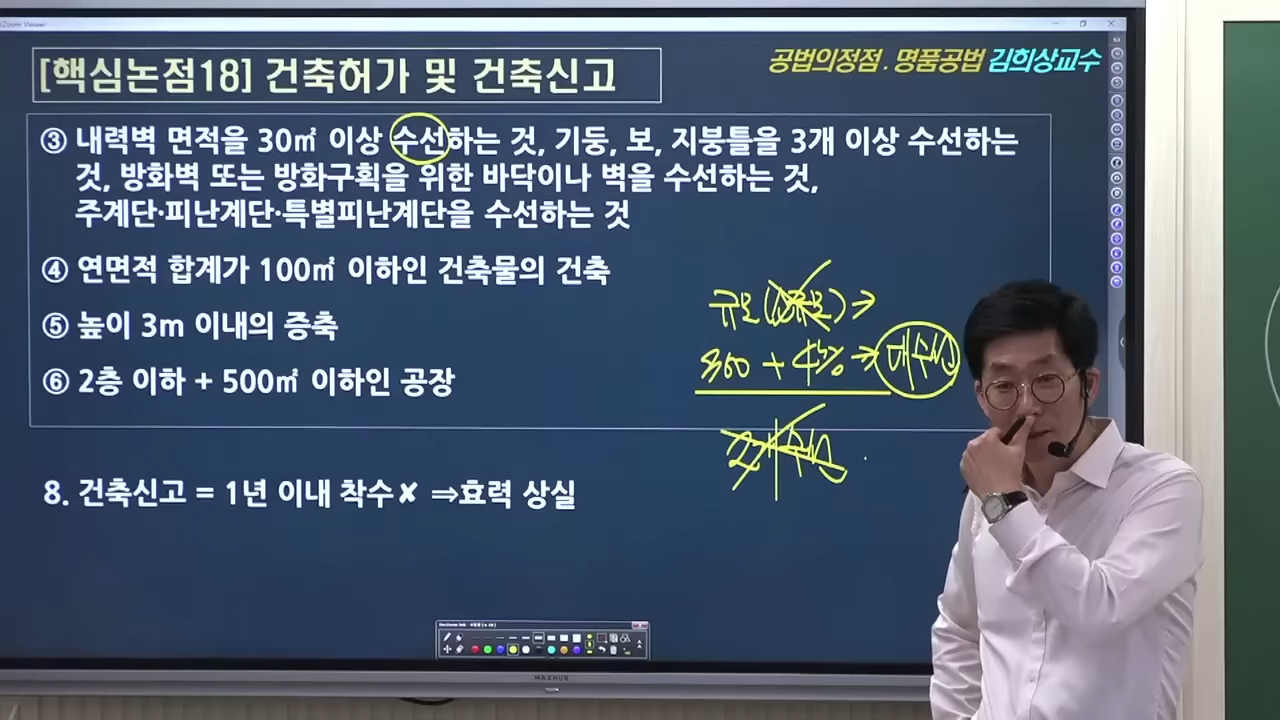 Zoom Viewer
[핵심논점18] 건축허가 및 건축신고
공법의정점. 명품공법 김희상교수
③ 내력벽 면적을 30㎡ 이상 수선하는 것, 기둥, 보, 지붕틀을 3개 이상 수선하는
것, 방화벽 또는 방화구획을 위한 바닥이나 벽을 수선하는 것,
주계단·피난계단·특별피난계단을 수선하는 것
④ 연면적 합계가 100㎡ 이하인 건축물의 건축
⑤ 높이 3m 이내의 증축
⑥ 2층 이하 + 500㎡ 이하인 공장
대수선
8. 건축신고 = 1년 이내 착수✘ ⇒효력 상실
MAXHUB